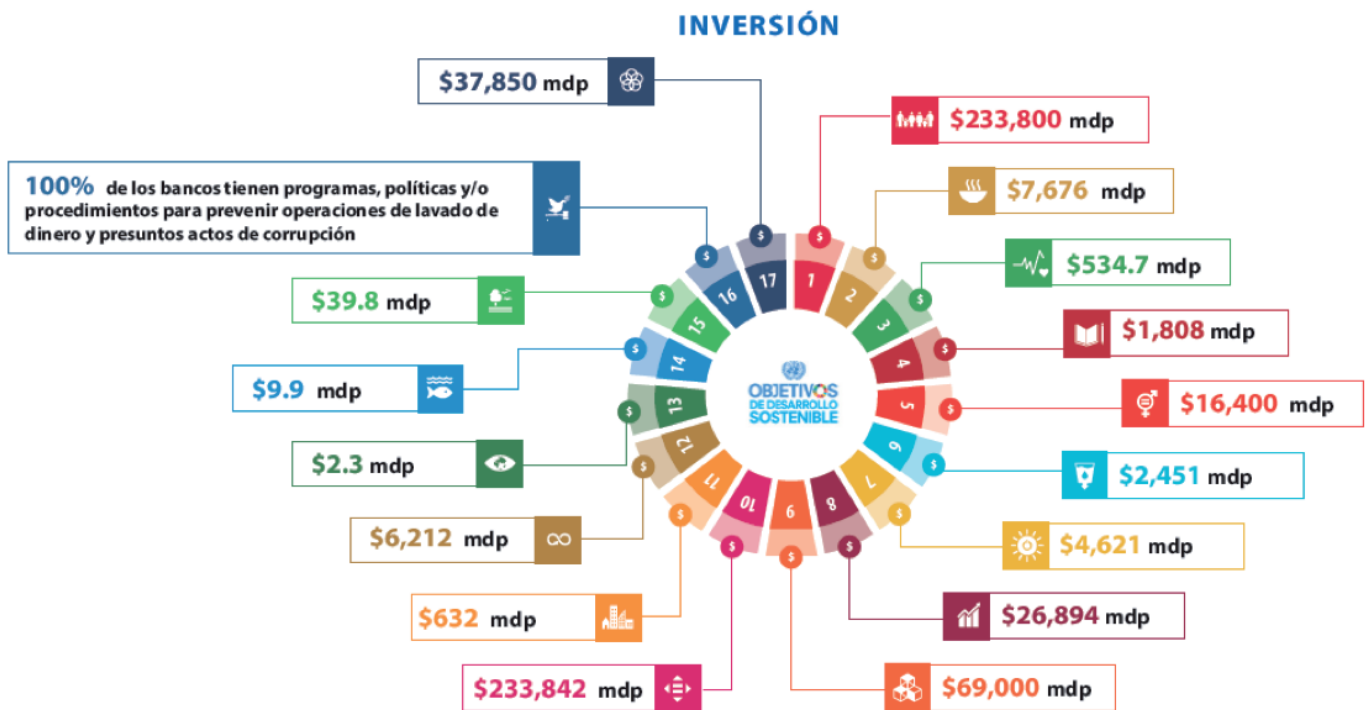 INVERSIÓN
$37,850 mdp
$233,800 mdp
100% de los bancos tienen programas, políticas y/o
procedimientos para prevenir operaciones de lavado de
dinero y presuntos actos de corrupción
$7,676 mdp
$534.7 mdp
$39.8 mdp
$1,808 mdp
$9.9 mdp
$16,400 mdp
$2.3 mdp
$2,451 mdp
$6,212 mdp
$4,621 mdp
$632 mdp
$26,894 mdp
$233,842 mdp
$69,000 mdp
$ 1
$ 2
$ 3
$ 4
$ 5
$ 6
$ 7
$ 8
$ 9
$ 10
$ 11
$ 12
$ 13
$ 14
$ 15
$ 16
$ 17
OBJETIVOS
DE DESARROLLO
SOSTENIBLE